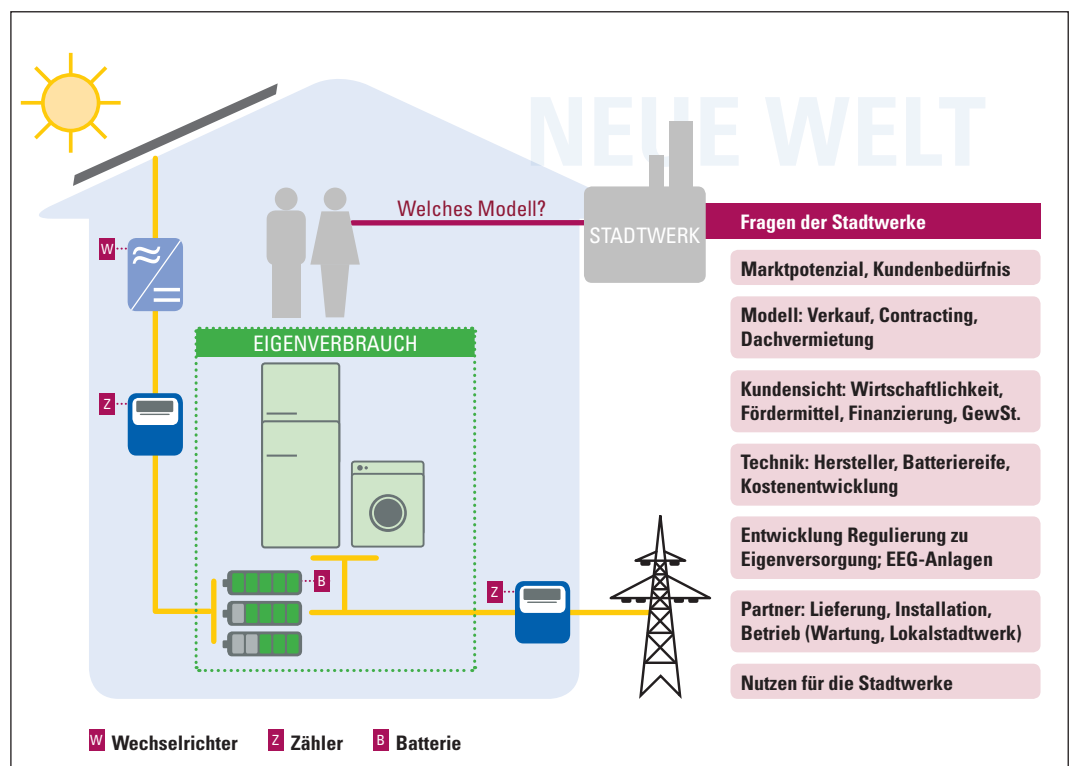 NEUE WELT
Welches Modell?
STADTWERK
Fragen der Stadtwerke
Marktpotenzial, Kundenbedürfnis
Modell: Verkauf, Contracting,
Dachvermietung
Kundensicht: Wirtschaftlichkeit,
Fördermittel, Finanzierung, GewSt.
Technik: Hersteller, Batteriereife,
Kostenentwicklung
Entwicklung Regulierung zu
Eigenversorgung; EEG-Anlagen
Partner: Lieferung, Installation,
Betrieb (Wartung, Lokalstadtwerk)
Nutzen für die Stadtwerke
W
EIGENVERBRAUCH
Z
B
Z
W Wechselrichter Z Zähler B Batterie